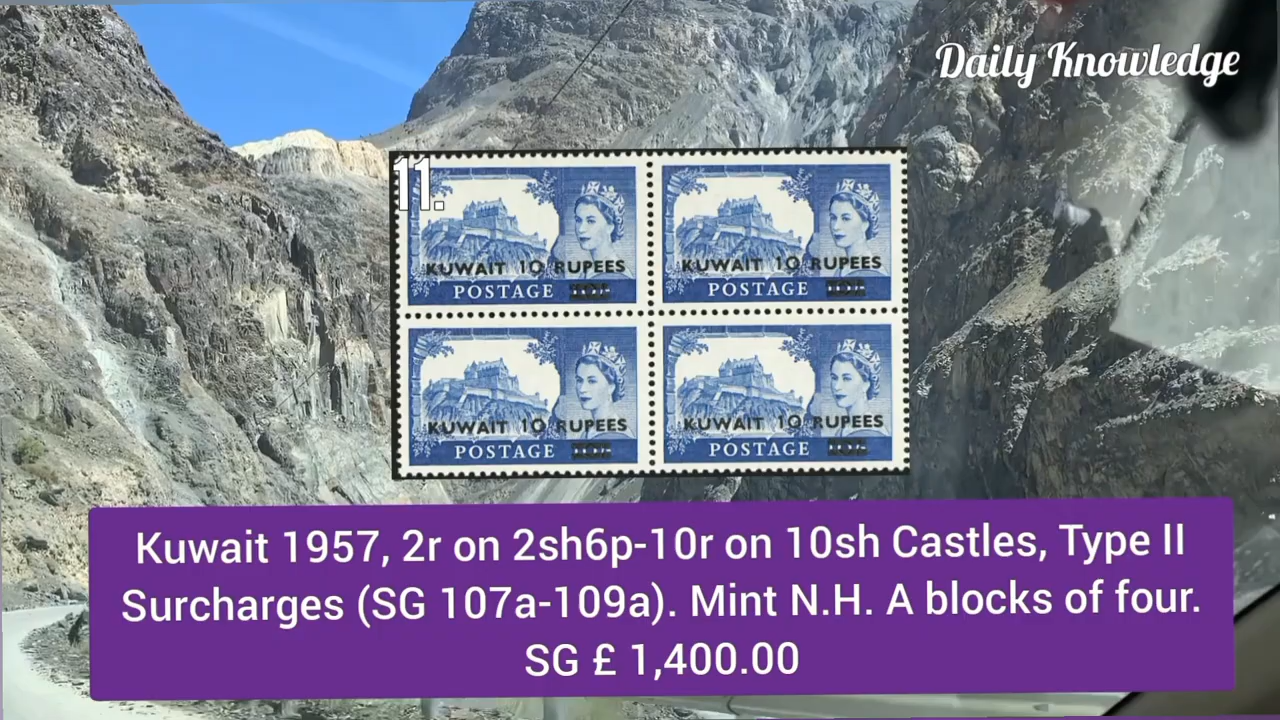 Daily Knowledge
11.
KUWAIT 10 RUPEES
POSTAGE
KUWAIT 10 RUPEES
POSTAGE
KUWAIT 10 RUPEES
POSTAGE
KUWAIT 10 RUPEES
POSTAGE
Kuwait 1957, 2r on 2sh6p-10r on 10sh Castles, Type II
Surcharges (SG 107a-109a). Mint N.H. A blocks of four.
SG £ 1,400.00